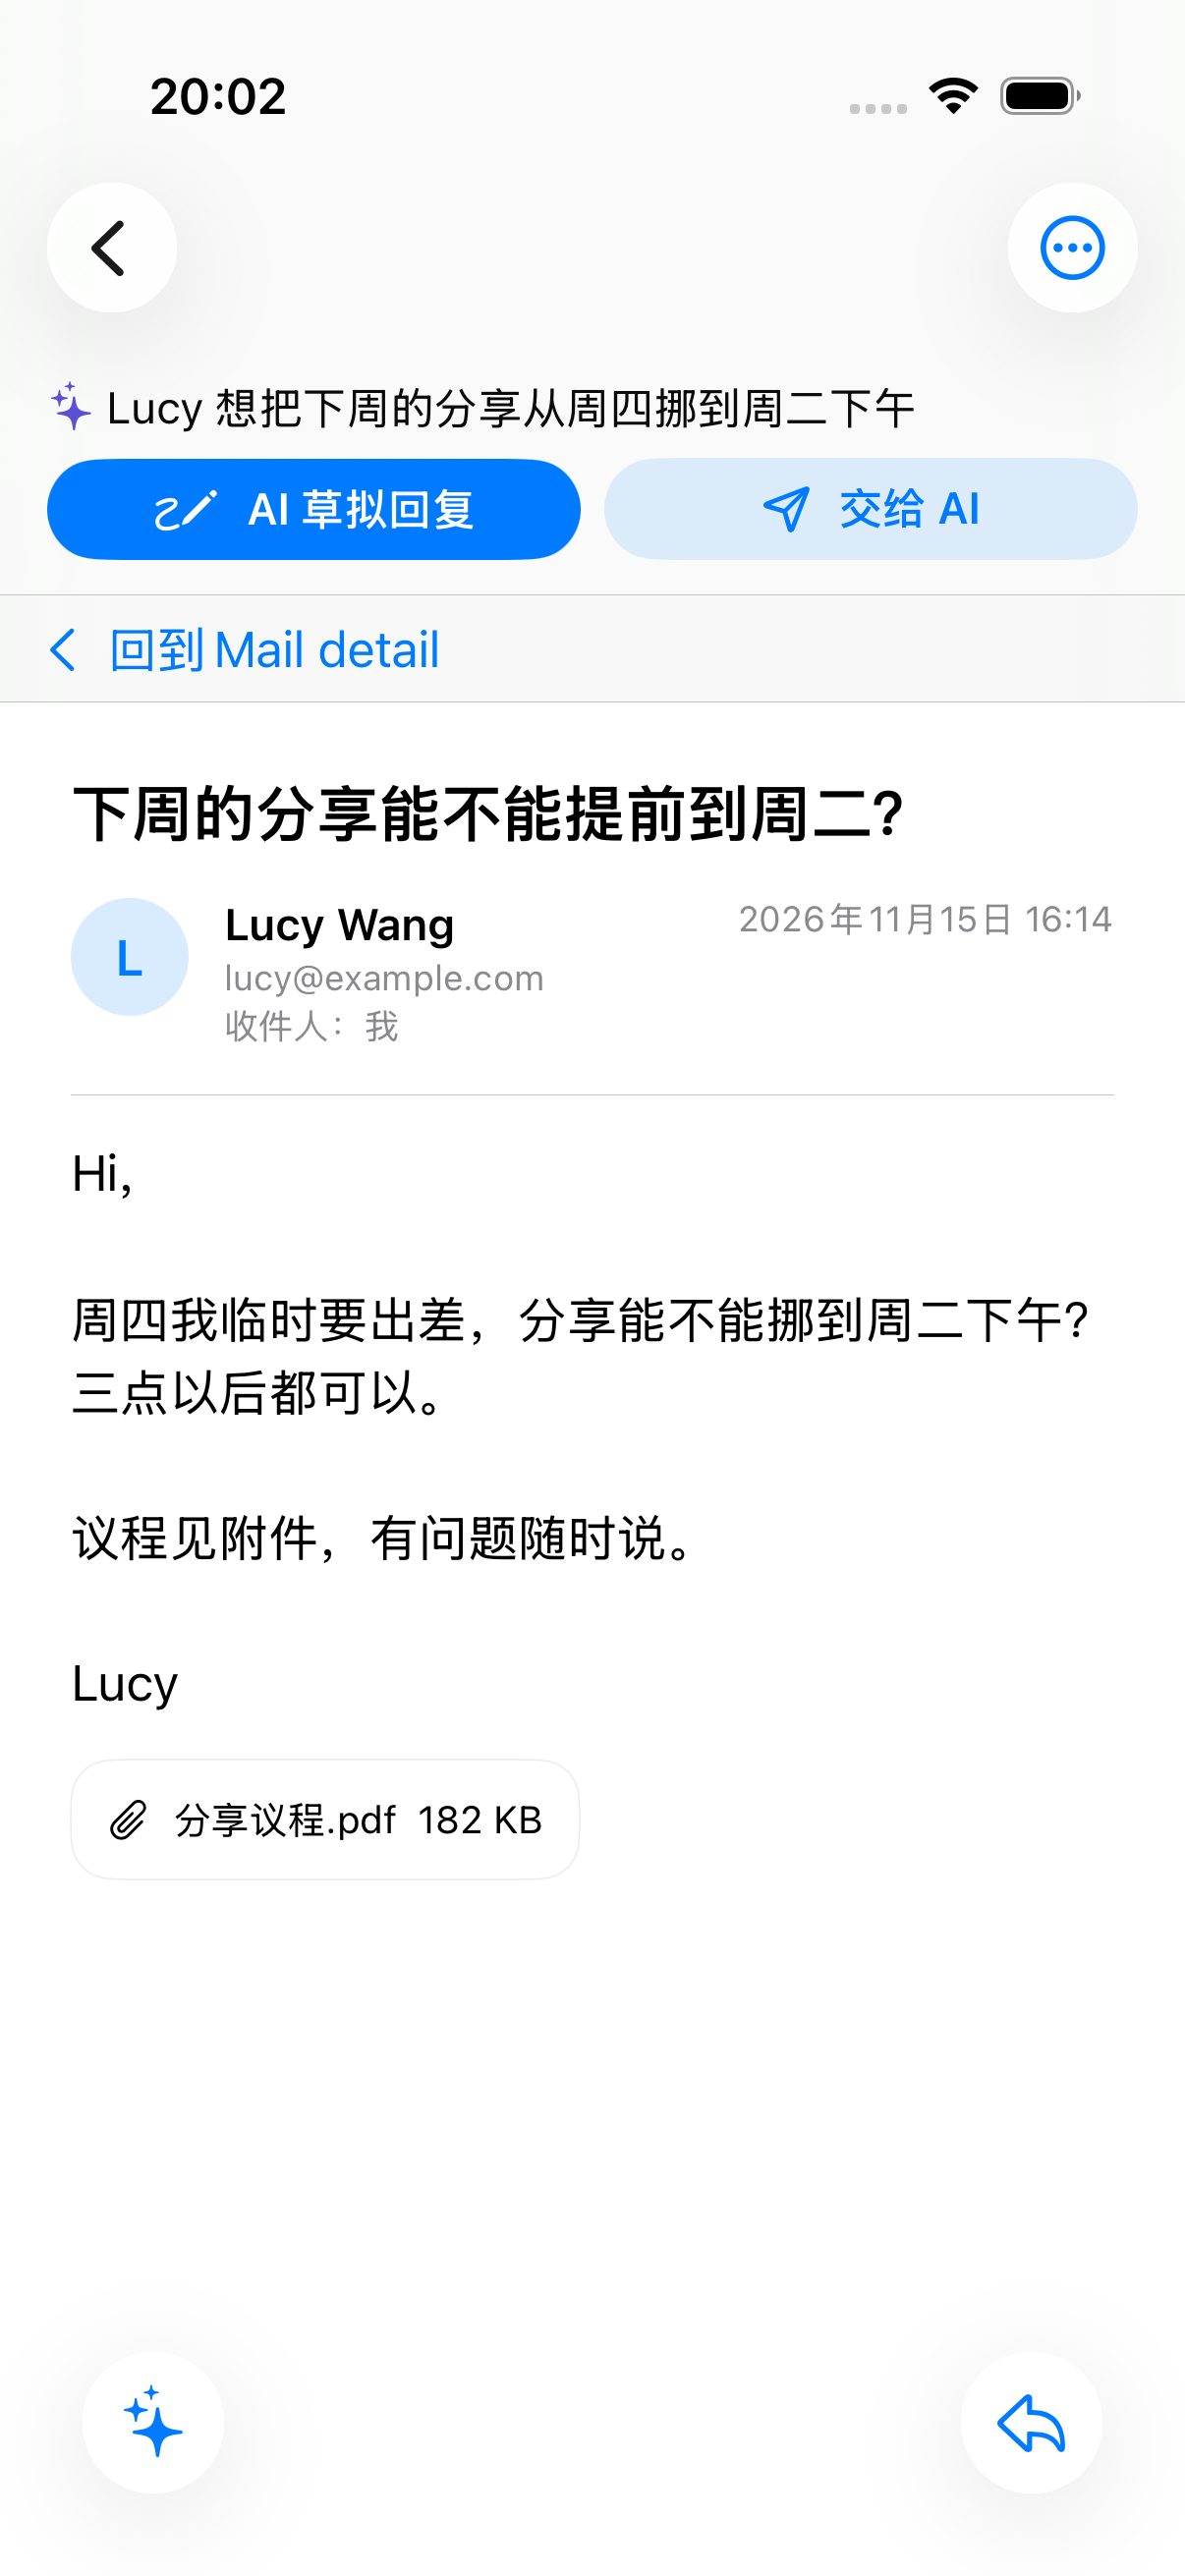 20:02
Lucy 想把下周的分享从周四挪到周二下午
AI 草拟回复
交给 AI
回到 Mail detail
下周的分享能不能提前到周二?
L
Lucy Wang
2026年11月15日 16:14
lucy@example.com
收件人：我
Hi,
周四我临时要出差，分享能不能挪到周二下午?
三点以后都可以。
议程见附件，有问题随时说。
Lucy
分享议程.pdf 182 KB